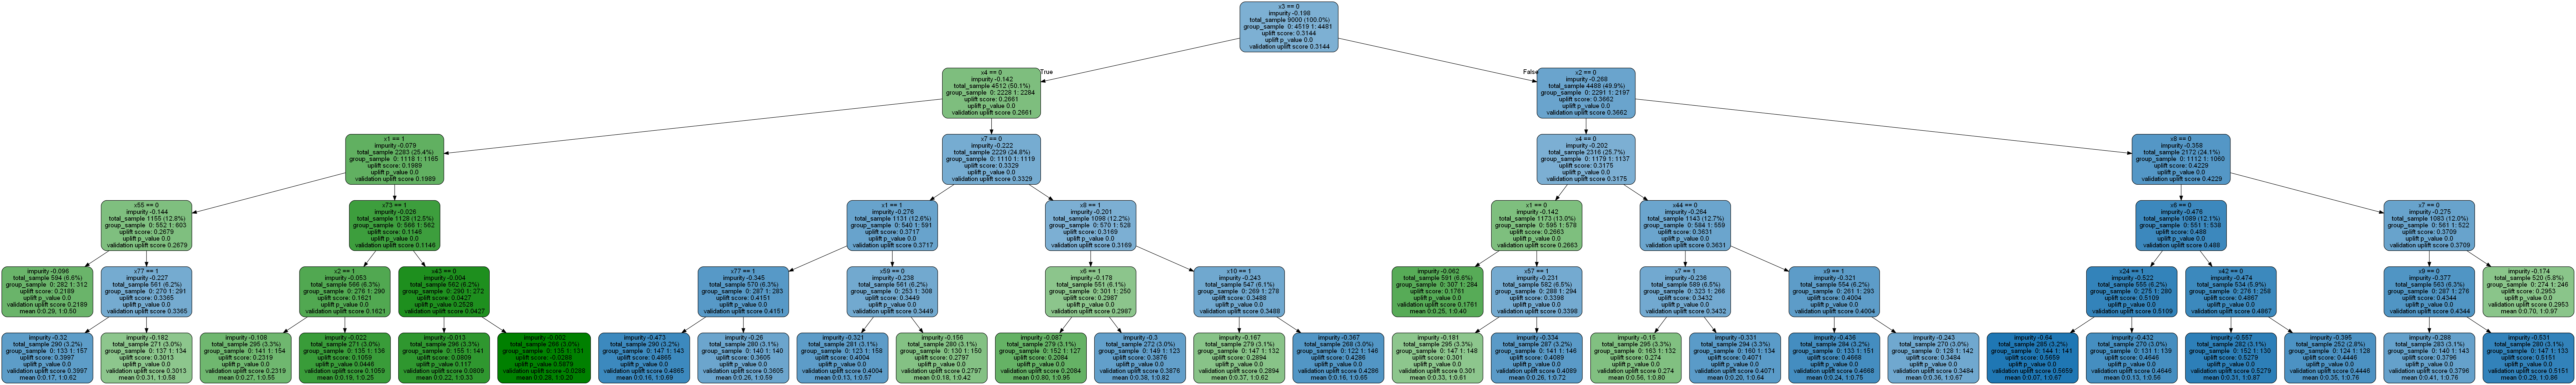 x3 == 0
impurity -0.198
total_sample 9000 (100.0%)
group_sample 0: 4519 1: 4481
uplift score: 0.3144
uplift p_value 0.0
validation uplift score 0.3144
True
False
x4 == 0
impurity -0.142
total_sample 4512 (50.1%)
group_sample 0: 2228 1: 2284
uplift score: 0.2661
uplift p_value 0.0
validation uplift score 0.2661
x2 == 0
impurity -0.268
total_sample 4488 (49.9%)
group_sample 0: 2291 1: 2197
uplift score: 0.3662
uplift p_value 0.0
validation uplift score 0.3662
x1 == 1
impurity -0.079
total_sample 2283 (25.4%)
group_sample 0: 1118 1: 1165
uplift score: 0.1989
uplift p_value 0.0
validation uplift score 0.1989
x7 == 0
impurity -0.222
total_sample 2229 (24.8%)
group_sample 0: 1110 1: 1119
uplift score: 0.3329
uplift p_value 0.0
validation uplift score 0.3329
x4 == 0
impurity -0.202
total_sample 2316 (25.7%)
group_sample 0: 1179 1: 1137
uplift score: 0.3175
uplift p_value 0.0
validation uplift score 0.3175
impurity -0.358
total_sample 2172 (24.1%)
group_sample 0: 1112 1: 1060
uplift score: 0.4229
uplift p_value 0.0
validation uplift score 0.4229
x55 == 0
impurity -0.144
total_sample 1155 (12.8%)
group_sample 0: 552 1: 603
uplift score: 0.2679
uplift p_value 0.0
validation uplift score 0.2679
x73 == 1
impurity -0.026
total_sample 1128 (12.5%)
group_sample 0: 566 1: 562
uplift score: 0.1146
uplift p_value 0.0
validation uplift score 0.1146
x1 == 1
impurity -0.276
total_sample 1131 (12.6%)
group_sample 0: 540 1: 591
uplift score: 0.3717
uplift p_value 0.0
validation uplift score 0.3717
x8 == 1
impurity -0.201
total_sample 1098 (12.2%)
group_sample 0: 570 1: 528
uplift score: 0.3169
uplift p_value 0.0
validation uplift score 0.3169
x1 == 0
impurity -0.142
total_sample 1173 (13.0%)
group_sample 0: 595 1: 578
uplift score: 0.2663
uplift p_value 0.0
validation uplift score 0.2663
x44 == 0
impurity -0.264
total_sample 1143 (12.7%)
group_sample 0: 584 1: 559
uplift score: 0.3631
uplift p_value 0.0
validation uplift score 0.3631
x6 == 0
impurity -0.476
total_sample 1089 (12.1%)
group_sample 0: 551 1: 538
uplift score: 0.488
uplift p_value 0.0
validation uplift score 0.488
x7 == 0
impurity -0.275
total_sample 1083 (12.0%)
group_sample 0: 561 1: 522
uplift score: 0.3709
uplift p_value 0.0
validation uplift score 0.3709
impurity -0.096
total_sample 594 (6.6%)
group_sample 0: 282 1: 312
uplift score: 0.2189
uplift p_value 0.0
validation uplift score 0.2189
mean 0:0.29, 1:0.50
x77 == 1
impurity -0.227
total_sample 561 (6.2%)
group_sample 0: 270 1: 291
uplift score: 0.3365
uplift p_value 0.0
validation uplift score 0.3365
x2 == 1
impurity -0.053
total_sample 566 (6.3%)
group_sample 0: 276 1: 290
uplift score: 0.1621
uplift p_value 0.0
validation uplift score 0.1621
x43 == 0
impurity -0.004
total_sample 562 (6.2%)
group_sample 0: 290 1: 272
uplift score: 0.0427
uplift p_value 0.2528
validation uplift score 0.0427
x77 == 1
impurity -0.345
total_sample 570 (6.3%)
group_sample 0: 287 1: 283
uplift score: 0.4151
uplift p_value 0.0
validation uplift score 0.4151
x59 == 0
impurity -0.238
total_sample 561 (6.2%)
group_sample 0: 253 1: 308
uplift score: 0.3449
uplift p_value 0.0
validation uplift score 0.3449
x6 == 1
impurity -0.178
total_sample 551 (6.1%)
group_sample 0: 301 1: 250
uplift score: 0.2987
uplift p_value 0.0
validation uplift score 0.2987
x10 == 1
impurity -0.243
total_sample 547 (6.1%)
group_sample 0: 269 1: 278
uplift score: 0.3488
uplift p_value 0.0
validation uplift score 0.3488
impurity -0.062
total_sample 591 (6.6%)
group_sample 0: 307 1: 284
uplift score: 0.1761
uplift p_value 0.0
validation uplift score 0.1761
mean 0:0.25, 1:0.40
x57 == 1
impurity -0.231
total_sample 582 (6.5%)
group_sample 0: 288 1: 294
uplift score: 0.3398
uplift p_value 0.0
validation uplift score 0.3398
x7 == 1
impurity -0.236
total_sample 589 (6.5%)
group_sample 0: 323 1: 266
uplift score: 0.3432
uplift p_value 0.0
validation uplift score 0.3432
x9 == 1
impurity -0.321
total_sample 554 (6.2%)
group_sample 0: 261 1: 293
uplift score: 0.4004
uplift p_value 0.0
validation uplift score 0.4004
x24 == 1
impurity -0.522
total_sample 555 (6.2%)
group_sample 0: 275 1: 280
uplift score: 0.5109
uplift p_value 0.0
validation uplift score 0.5109
x42 == 0
impurity -0.474
total_sample 534 (5.9%)
group_sample 0: 276 1: 258
uplift score: 0.4867
uplift p_value 0.0
validation uplift score 0.4867
x9 == 0
impurity -0.377
total_sample 563 (6.3%)
group_sample 0: 287 1: 276
uplift score: 0.4344
uplift p_value 0.0
validation uplift score 0.4344
impurity -0.174
total_sample 520 (5.8%)
group_sample 0: 274 1: 246
uplift score: 0.2953
uplift p_value 0.0
validation uplift score 0.2953
mean 0:0.70, 1:0.97
impurity -0.32
total_sample 290 (3.2%)
group_sample 0: 133 1: 157
uplift score: 0.3997
uplift p_value 0.0
validation uplift score 0.3997
mean 0:0.17, 1:0.62
impurity -0.182
total_sample 271 (3.0%)
group_sample 0: 137 1: 134
uplift score: 0.3013
uplift p_value 0.0
validation uplift score 0.3013
mean 0:0.31, 1:0.58
impurity -0.108
total_sample 295 (3.3%)
group_sample 0: 141 1: 154
uplift score: 0.2319
uplift p_value 0.0
validation uplift score 0.2319
mean 0:0.27, 1:0.55
impurity -0.022
total_sample 271 (3.0%)
group_sample 0: 135 1: 136
uplift score: 0.1059
uplift p_value 0.0446
validation uplift score 0.1059
mean 0:0.19, 1:0.25
impurity -0.013
total_sample 296 (3.3%)
group_sample 0: 155 1: 141
uplift score: 0.0809
uplift p_value 0.117
validation uplift score 0.0809
mean 0:0.22, 1:0.33
total_sample 266 (3.0%)
group_sample 0: 135 1: 131
impurity -0.473
total_sample 290 (3.2%)
group_sample 0: 147 1: 143
uplift score: 0.4865
uplift p_value 0.0
validation uplift score 0.4865
mean 0:0.16, 1:0.69
impurity -0.26
total_sample 280 (3.1%)
group_sample 0: 140 1: 140
uplift score: 0.3605
uplift p_value 0.0
validation uplift score 0.3605
mean 0:0.26, 1:0.59
impurity -0.321
total_sample 281 (3.1%)
group_sample 0: 123 1: 158
uplift score: 0.4004
uplift p_value 0.0
validation uplift score 0.4004
mean 0:0.13, 1:0.57
impurity -0.156
total_sample 280 (3.1%)
group_sample 0: 130 1: 150
uplift score: 0.2797
uplift p_value 0.0
validation uplift score 0.2797
mean 0:0.18, 1:0.42
impurity -0.087
total_sample 279 (3.1%)
group_sample 0: 152 1: 127
uplift score: 0.2084
uplift p_value 0.0
validation uplift score 0.2084
mean 0:0.80, 1:0.95
impurity -0.3
total_sample 272 (3.0%)
group_sample 0: 149 1: 123
uplift score: 0.3876
uplift p_value 0.0
validation uplift score 0.3876
mean 0:0.38, 1:0.82
impurity -0.167
total_sample 279 (3.1%)
group_sample 0: 147 1: 132
uplift score: 0.2894
uplift p_value 0.0
validation uplift score 0.2894
mean 0:0.37, 1:0.62
impurity -0.367
total_sample 268 (3.0%)
group_sample 0: 122 1: 146
uplift score: 0.4286
uplift p_value 0.0
validation uplift score 0.4286
mean 0:0.16, 1:0.65
impurity -0.181
total_sample 295 (3.3%)
group_sample 0: 147 1: 148
uplift score: 0.301
uplift p_value 0.0
validation uplift score 0.301
mean 0:0.33, 1:0.61
impurity -0.334
total_sample 287 (3.2%)
group_sample 0: 141 1: 146
uplift score: 0.4089
uplift p_value 0.0
validation uplift score 0.4089
mean 0:0.26, 1:0.72
impurity -0.15
total_sample 295 (3.3%)
group_sample 0: 163 1: 132
uplift score: 0.274
uplift p_value 0.0
validation uplift score 0.274
mean 0:0.56, 1:0.80
impurity -0.331
total_sample 294 (3.3%)
group_sample 0: 160 1: 134
uplift score: 0.4071
uplift p_value 0.0
validation uplift score 0.4071
mean 0:0.20, 1:0.64
impurity -0.436
total_sample 284 (3.2%)
group_sample 0: 133 1: 151
uplift score: 0.4668
uplift p_value 0.0
validation uplift score 0.4668
mean 0:0.24, 1:0.75
impurity -0.243
total_sample 270 (3.0%)
group_sample 0: 128 1: 142
uplift score: 0.3484
uplift p_value 0.0
validation uplift score 0.3484
mean 0:0.36, 1:0.67
impurity -0.64
total_sample 285 (3.2%)
group_sample 0: 144 1: 141
uplift score: 0.5659
uplift p_value 0.0
validation uplift score 0.5659
mean 0:0.07, 1:0.67
impurity -0.432
total_sample 270 (3.0%)
group_sample 0: 131 1: 139
uplift score: 0.4646
uplift p_value 0.0
validation uplift score 0.4646
mean 0:0.13, 1:0.56
impurity -0.557
total_sample 282 (3.1%)
group_sample 0: 152 1: 130
uplift score: 0.5279
uplift p_value 0.0
validation uplift score 0.5279
mean 0:0.31, 1:0.87
impurity -0.395
total_sample 252 (2.8%)
group_sample 0: 124 1: 128
uplift score: 0.4446
uplift p_value 0.0
validation uplift score 0.4446
mean 0:0.35, 1:0.76
impurity -0.288
total_sample 283 (3.1%)
group_sample 0: 140 1: 143
uplift score: 0.3796
uplift p_value 0.0
validation uplift score 0.3796
mean 0:0.41, 1:0.76
impurity -0.531
total_sample 280 (3.1%)
group_sample 0: 147 1: 133
uplift score: 0.5151
uplift p_value 0.0
validation uplift score 0.5151
mean 0:0.29, 1:0.86